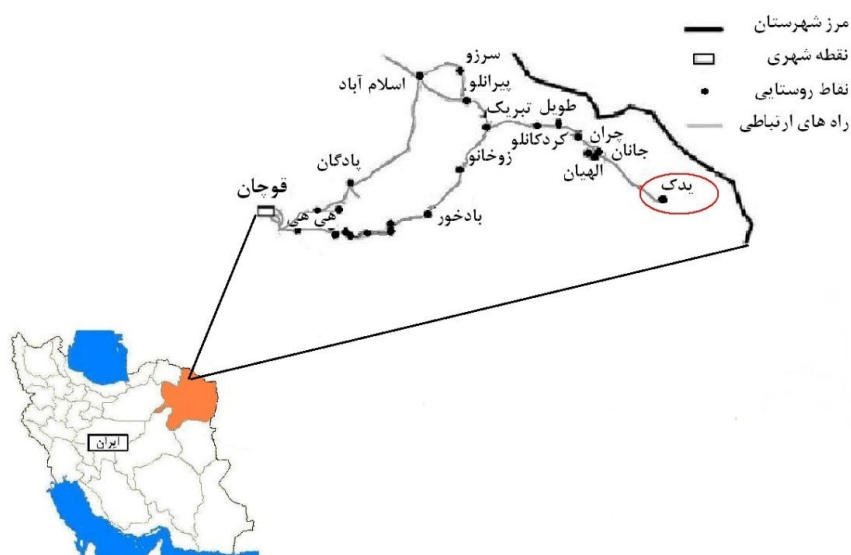 مرز شهرستان
نقطه شهری
نقاط روستایی
راه های ارتباطی
سرزو
پیرانلو
اسلام آباد
تبریک
طویل
کردکانلو
چران
جانان
الهیان
زوخانو
پادگان
یدک
قوچان
بادخور
هی هی
ایران